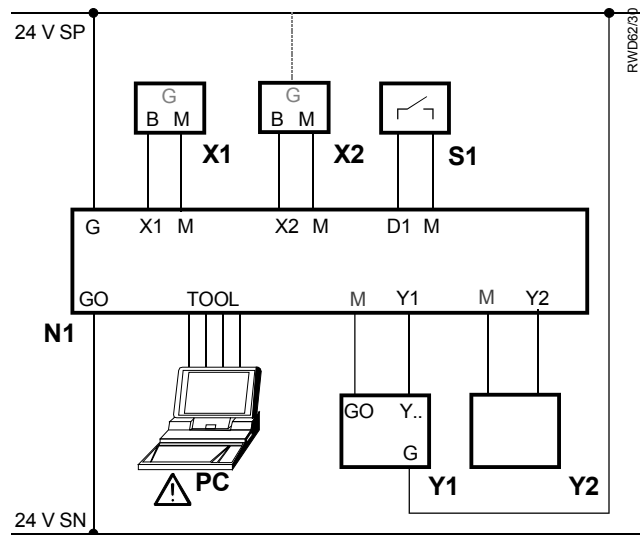 24 V SP
RWD62/30
G
B M
X1
G
B M
X2
S1
G X1 M X2 M D1 M
GO TOOL M Y1 M Y2
N1
GO Y..
G
Y1
Y2
PC
24 V SN